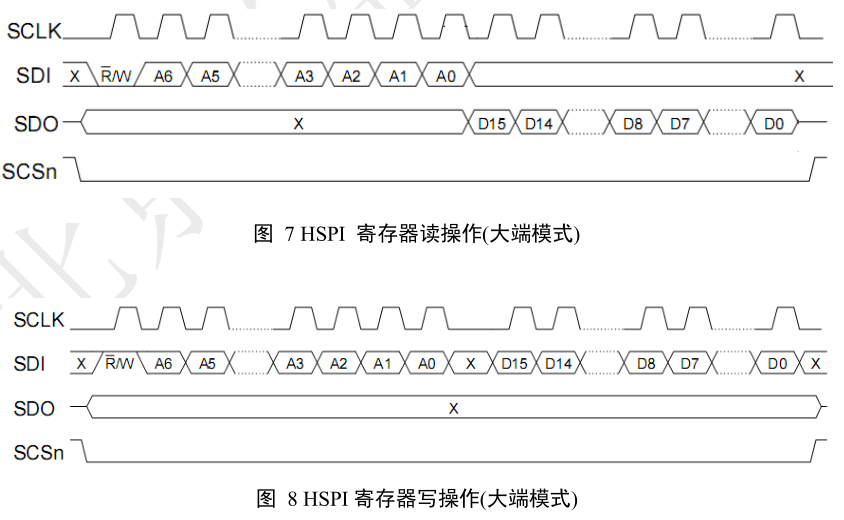 SCLK
SDI X R̅/W A6 A5 A3 A2 A1 A0 X
SDO X D15 D14 D8 D7 D0
SCSn
图 7 HSPI 寄存器读操作(大端模式)
SCLK
SDI X R̅/W A6 A5 A3 A2 A1 A0 X D15 D14 D8 D7 D0 X
SDO X
SCSn
图 8 HSPI 寄存器写操作(大端模式)